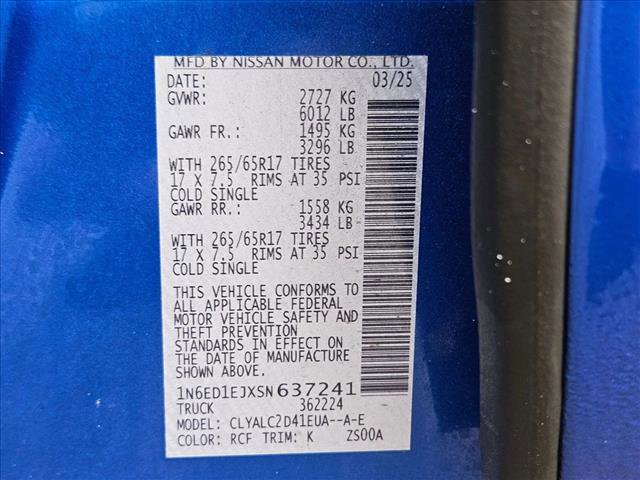 MFD BY NISSAN MOTOR CO., LTD.
DATE: 03/25
GVWR: 2727 KG
6012 LB
GAWR FR.: 1495 KG
3296 LB
WITH 265/65R17 TIRES
17 X 7.5 RIMS AT 35 PSI
COLD SINGLE
GAWR RR.: 1558 KG
3434 LB
WITH 265/65R17 TIRES
17 X 7.5 RIMS AT 35 PSI
COLD SINGLE
THIS VEHICLE CONFORMS TO
ALL APPLICABLE FEDERAL
MOTOR VEHICLE SAFETY AND
THEFT PREVENTION
STANDARDS IN EFFECT ON
THE DATE OF MANUFACTURE
SHOWN ABOVE.
1N6ED1EJXSN637241
TRUCK 362224
MODEL: CLYALC2D41EUA--A-E
COLOR: RCF TRIM: K ZS00A